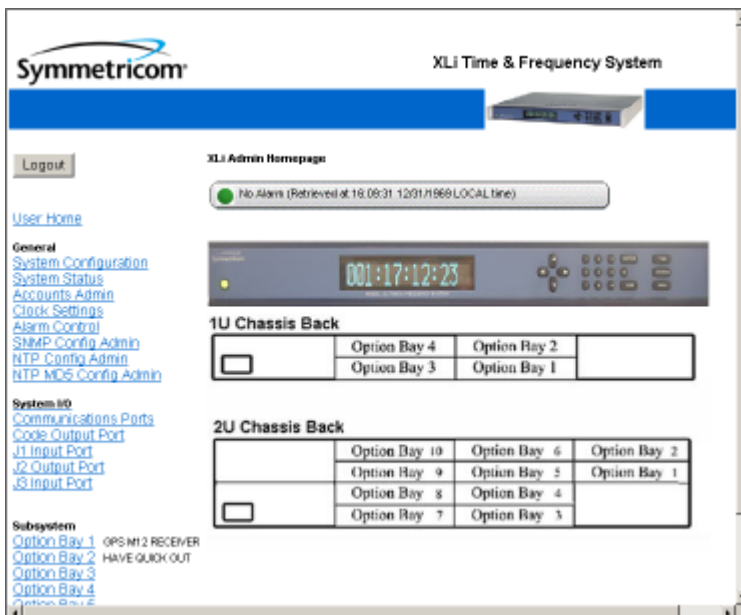 Symmetricom
XLi Time & Frequency System
Logout
XLi Admin Homepage
No Alarm (Retrieved at 16:09:31 12/31/1969 LOCAL time)
User Home
General
System Configuration
System Status
Accounts Admin
Clock Settings
Alarm Control
SNMP Config Admin
NTP Config Admin
NTP MD5 Config Admin
001:17:12:23
1U Chassis Back
Option Bay 4 Option Bay 2
Option Bay 3 Option Bay 1
System I/O
Communications Ports
Code Output Port
J1 Input Port
J2 Output Port
J3 Input Port
2U Chassis Back
Option Bay 10 Option Bay 6 Option Bay 2
Option Bay 9 Option Bay 5 Option Bay 1
Option Bay 8 Option Bay 4
Option Bay 7 Option Bay 3
Subsystem
Option Bay 1 GPS M12 RECEIVER
Option Bay 2 HAVE QUICK OUT
Option Bay 3
Option Bay 4
Option Bay 5